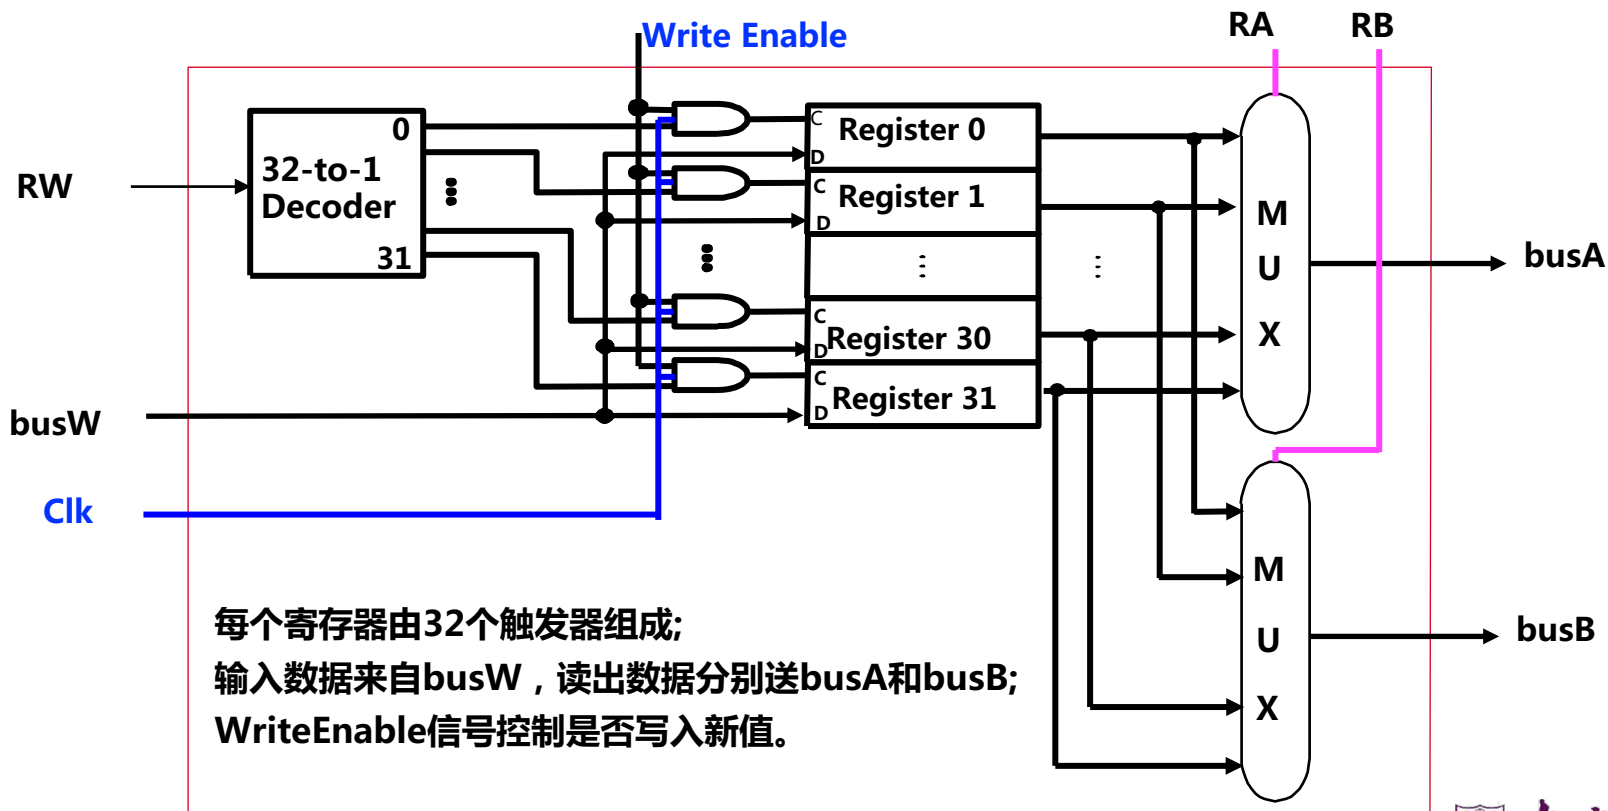 Write Enable
RA
RB
0
32-to-1
Decoder
31
RW
busW
Clk
C
Register 0
D
C
Register 1
D
C
Register 30
D
C
Register 31
D
M
U
X
busA
M
U
X
busB
每个寄存器由32个触发器组成;
输入数据来自busW，读出数据分别送busA和busB;
WriteEnable信号控制是否写入新值。